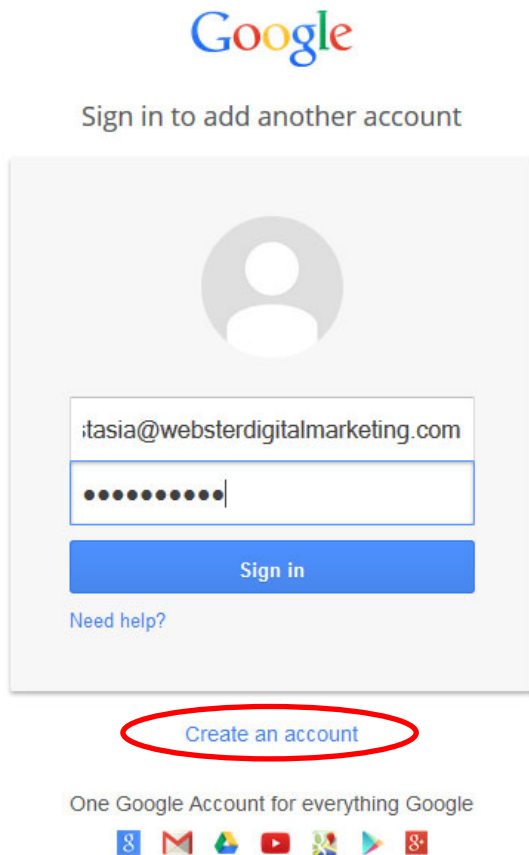 Google
Sign in to add another account
stasia@websterdigitalmarketing.com
••••••••••
Sign in
Need help?
Create an account
One Google Account for everything Google